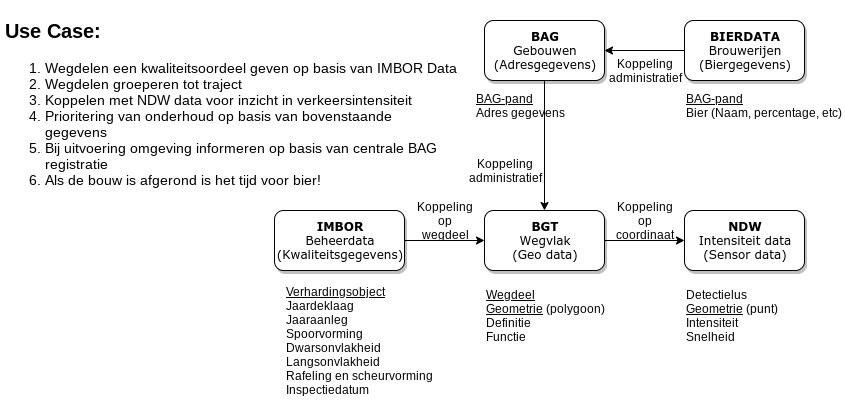 Use Case:
1. Wegdelen een kwaliteitsoordeel geven op basis van IMBOR Data
2. Wegdelen groeperen tot traject
3. Koppelen met NDW data voor inzicht in verkeersintensiteit
4. Prioritering van onderhoud op basis van bovenstaande
gegevens
5. Bij uitvoering omgeving informeren op basis van centrale BAG
registratie
6. Als de bouw is afgerond is het tijd voor bier!
BAG
Gebouwen
(Adresgegevens)
Koppeling
administratief
BIERDATA
Brouwerijen
(Biergegevens)
BAG-pand
Adres gegevens
BAG-pand
Bier (Naam, percentage, etc)
Koppeling
administratief
IMBOR
Beheerdata
(Kwaliteitsgegevens)
Koppeling
op
wegdeel
BGT
Wegvlak
(Geo data)
Koppeling
op
coordinaat
NDW
Intensiteit data
(Sensor data)
Verhardingsobject
Jaardeklaag
Jaaraanleg
Spoorvorming
Dwarsonvlakheid
Langsonvlakheid
Rafeling en scheurvorming
Inspectiedatum
Wegdeel
Geometrie (polygoon)
Definitie
Functie
Detectielus
Geometrie (punt)
Intensiteit
Snelheid